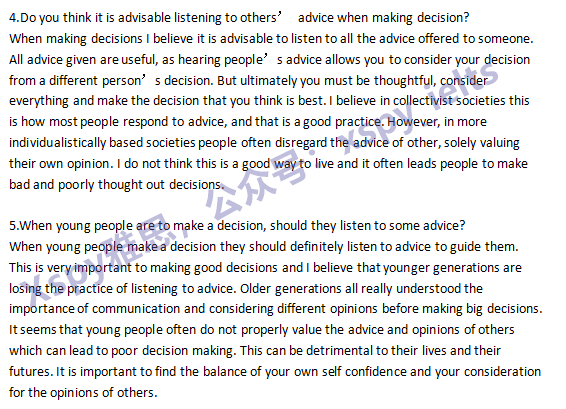 4.Do you think it is advisable listening to others’ advice when making decision?
When making decisions I believe it is advisable to listen to all the advice offered to someone.
All advice given are useful, as hearing people’s advice allows you to consider your decision
from a different person’s decision. But ultimately you must be thoughtful, consider
everything and make the decision that you think is best. I believe in collectivist societies this
is how most people respond to advice, and that is a good practice. However, in more
individualistically based societies people often disregard the advice of other, solely valuing
their own opinion. I do not think this is a good way to live and it often leads people to make
bad and poorly thought out decisions.
5.When young people are to make a decision, should they listen to some advice?
When young people make a decision they should definitely listen to advice to guide them.
This is very important to making good decisions and I believe that younger generations are
losing the practice of listening to advice. Older generations all really understood the
importance of communication and considering different opinions before making big decisions.
It seems that young people often do not properly value the advice and opinions of others
which can lead to poor decision making. This can be detrimental to their lives and their
futures. It is important to find the balance of your own self confidence and your consideration
for the opinions of others.
Xspy雅思，公众号：xspy-ielts